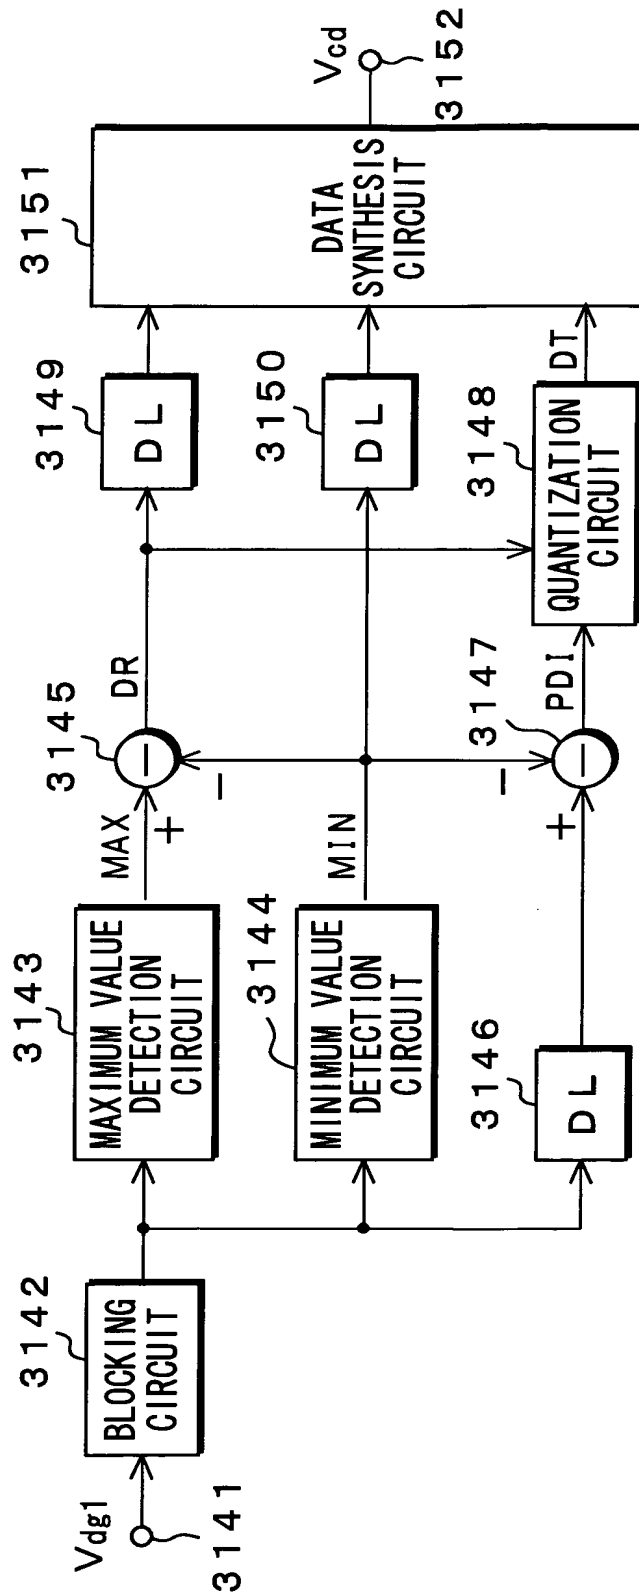 Vdg1
3141
3142
BLOCKING
CIRCUIT
3143
MAXIMUM VALUE
DETECTION
CIRCUIT
3144
MINIMUM VALUE
DETECTION
CIRCUIT
3146
DL
MAX
+
−
3145
−
DR
MIN
−
+
3147
−
PDI
3149
DL
3150
DL
3148
QUANTIZATION
CIRCUIT
DT
3151
DATA
SYNTHESIS
CIRCUIT
Vcd
3152